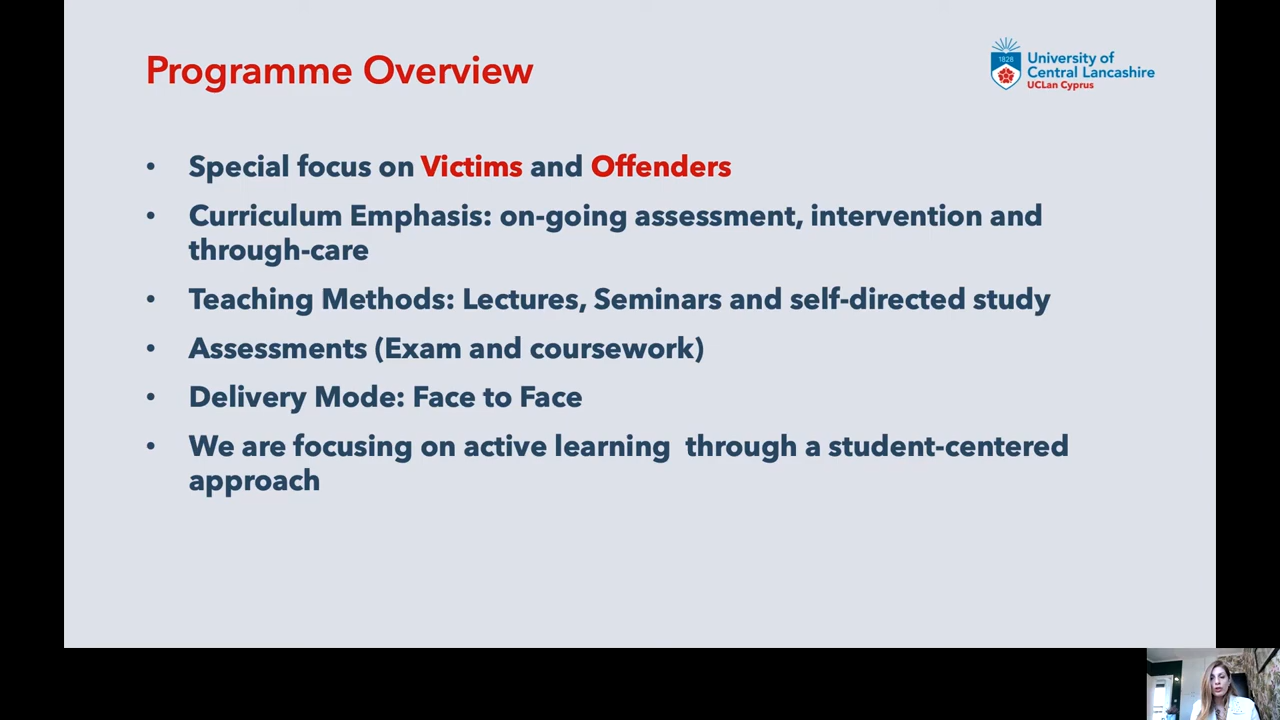 Programme Overview
1828
University of
Central Lancashire
UCLan Cyprus
• Special focus on Victims and Offenders
• Curriculum Emphasis: on-going assessment, intervention and
through-care
• Teaching Methods: Lectures, Seminars and self-directed study
• Assessments (Exam and coursework)
• Delivery Mode: Face to Face
• We are focusing on active learning  through a student-centered
approach